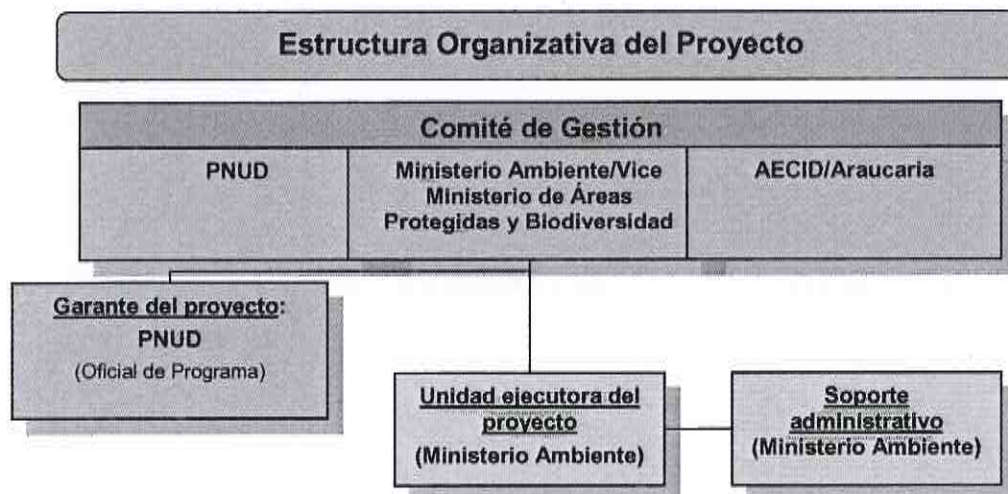 Estructura Organizativa del Proyecto
Comité de Gestión
PNUD
Ministerio Ambiente/Vice
Ministerio de Áreas
Protegidas y Biodiversidad
AECID/Araucaria
Garante del proyecto:
PNUD
(Oficial de Programa)
Unidad ejecutora del
proyecto
(Ministerio Ambiente)
Soporte
administrativo
(Ministerio Ambiente)